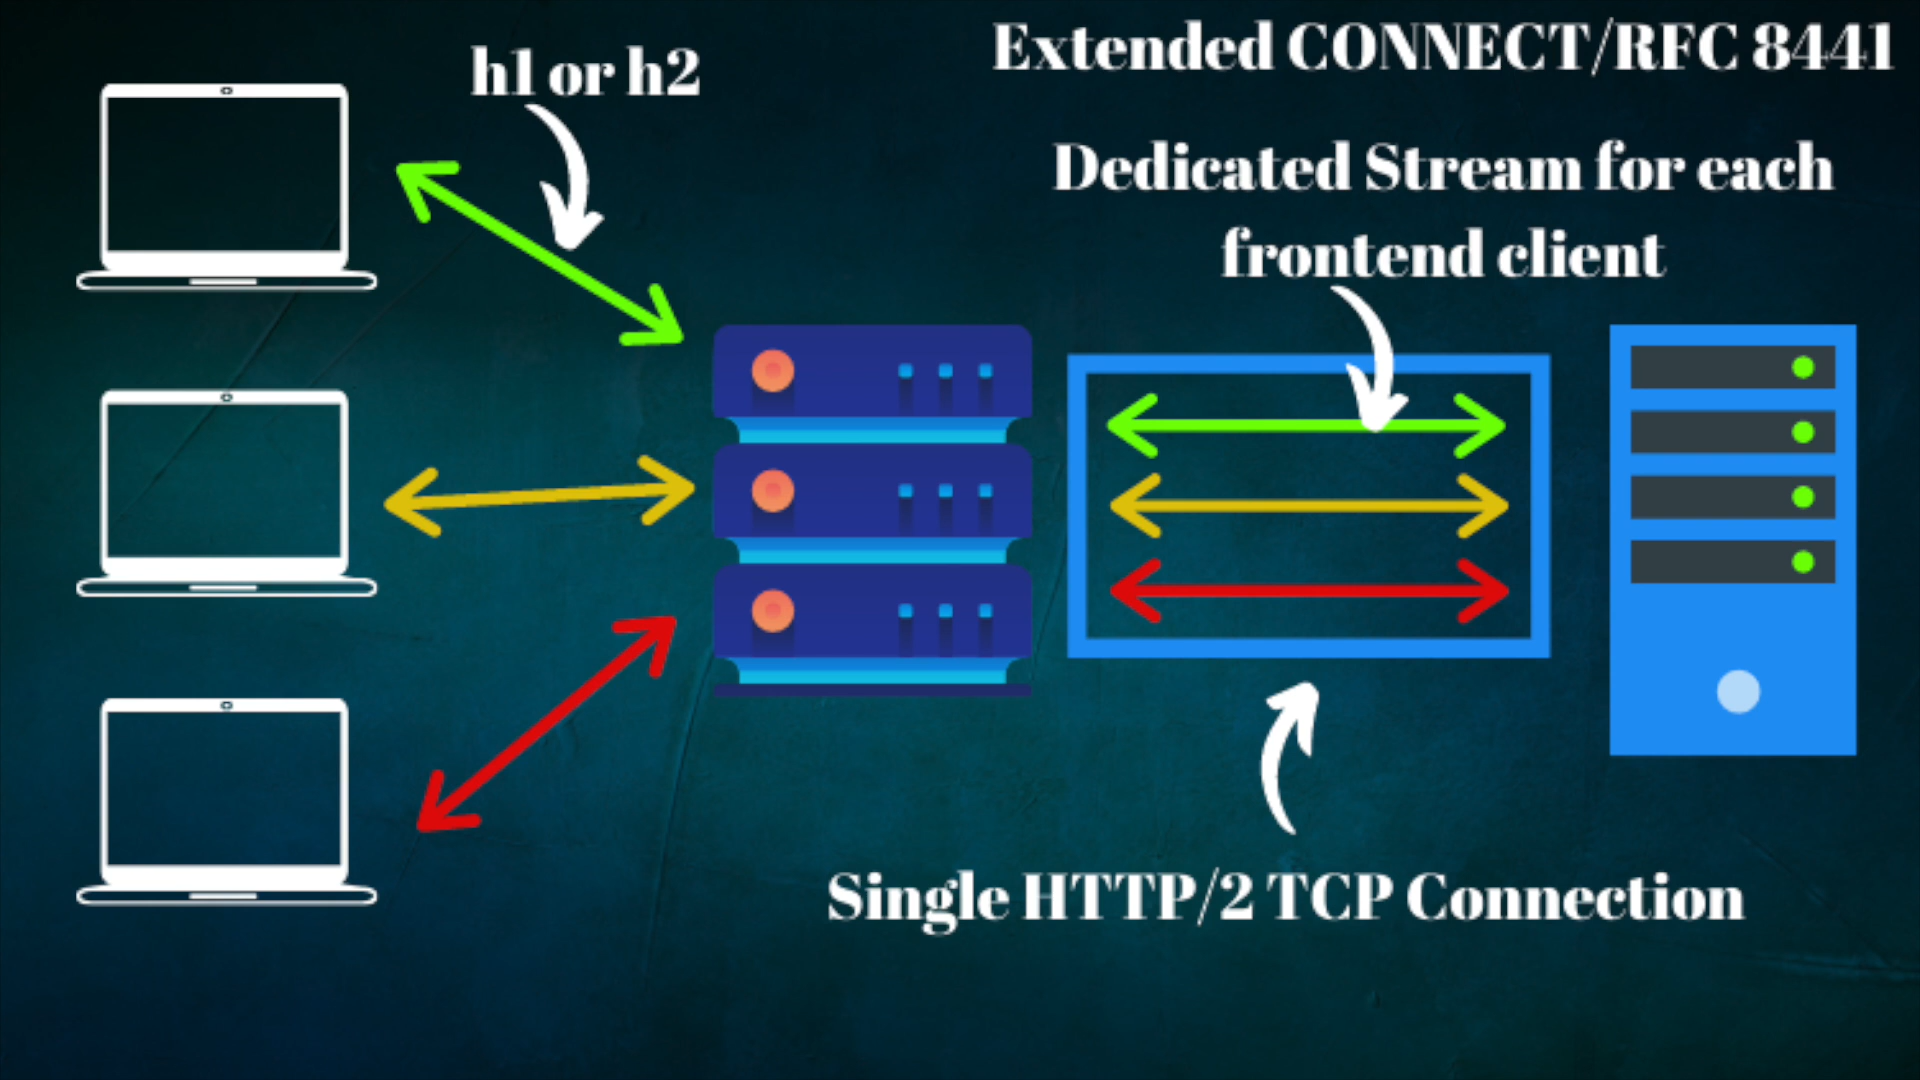 h1 or h2
Extended CONNECT/RFC 8441
Dedicated Stream for each
frontend client
Single HTTP/2 TCP Connection